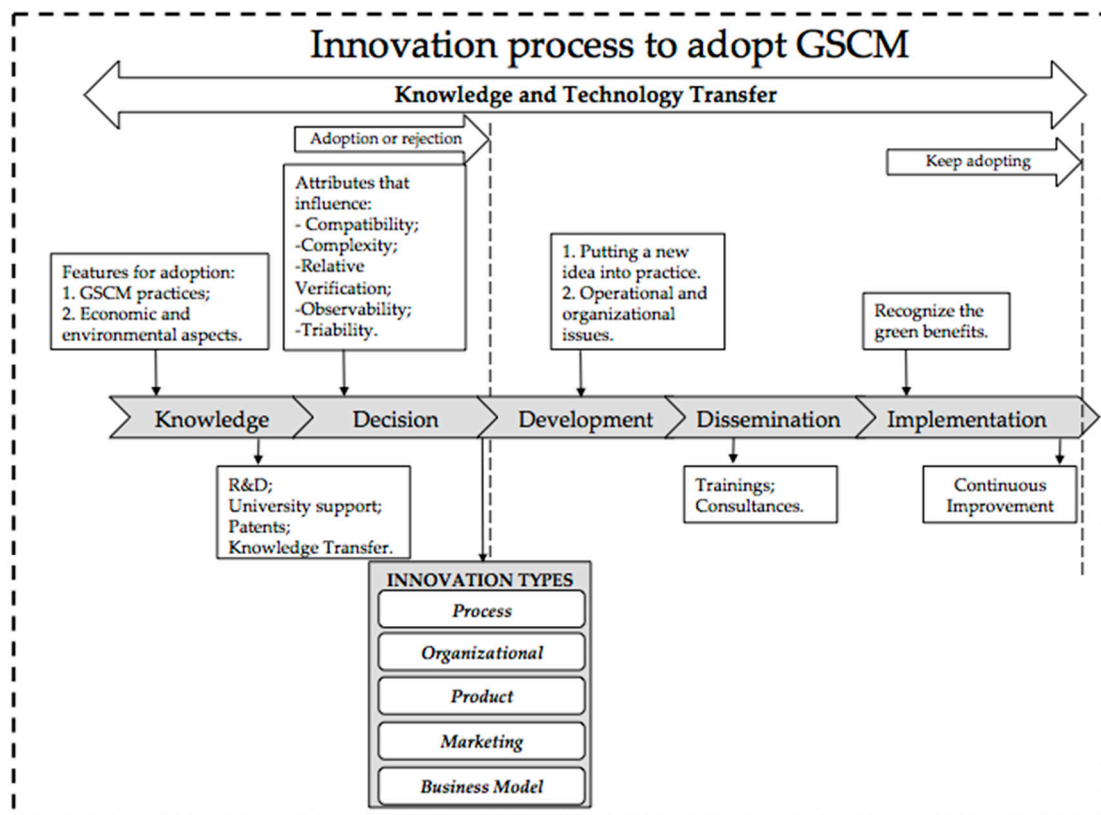 Innovation process to adopt GSCM
Knowledge and Technology Transfer
Adoption or rejection
Keep adopting
Attributes that
influence:
- Compatibility;
-Complexity;
-Relative
Verification;
-Observability;
-Triability.
Features for adoption:
1. GSCM practices;
2. Economic and
environmental aspects.
1. Putting a new
idea into practice.
2. Operational and
organizational
issues.
Recognize the
green benefits.
Knowledge
Decision
Development
Dissemination
Implementation
R&D;
University support;
Patents;
Knowledge Transfer.
Trainings;
Consultances.
Continuous
Improvement
INNOVATION TYPES
Process
Organizational
Product
Marketing
Business Model